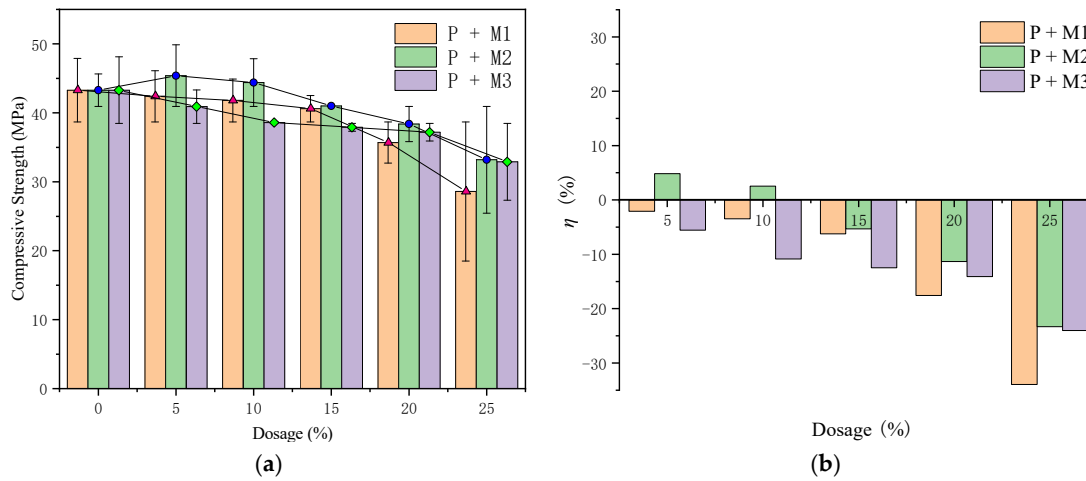 P + M1
P + M2
P + M3
Compressive Strength (MPa)
50
40
30
20
10
0
0 5 10 15 20 25
Dosage (%)
(a)
P + M1
P + M2
P + M3
η (%)
30
20
10
0
-10
-20
-30
5 10 15 20 25
Dosage (%)
(b)